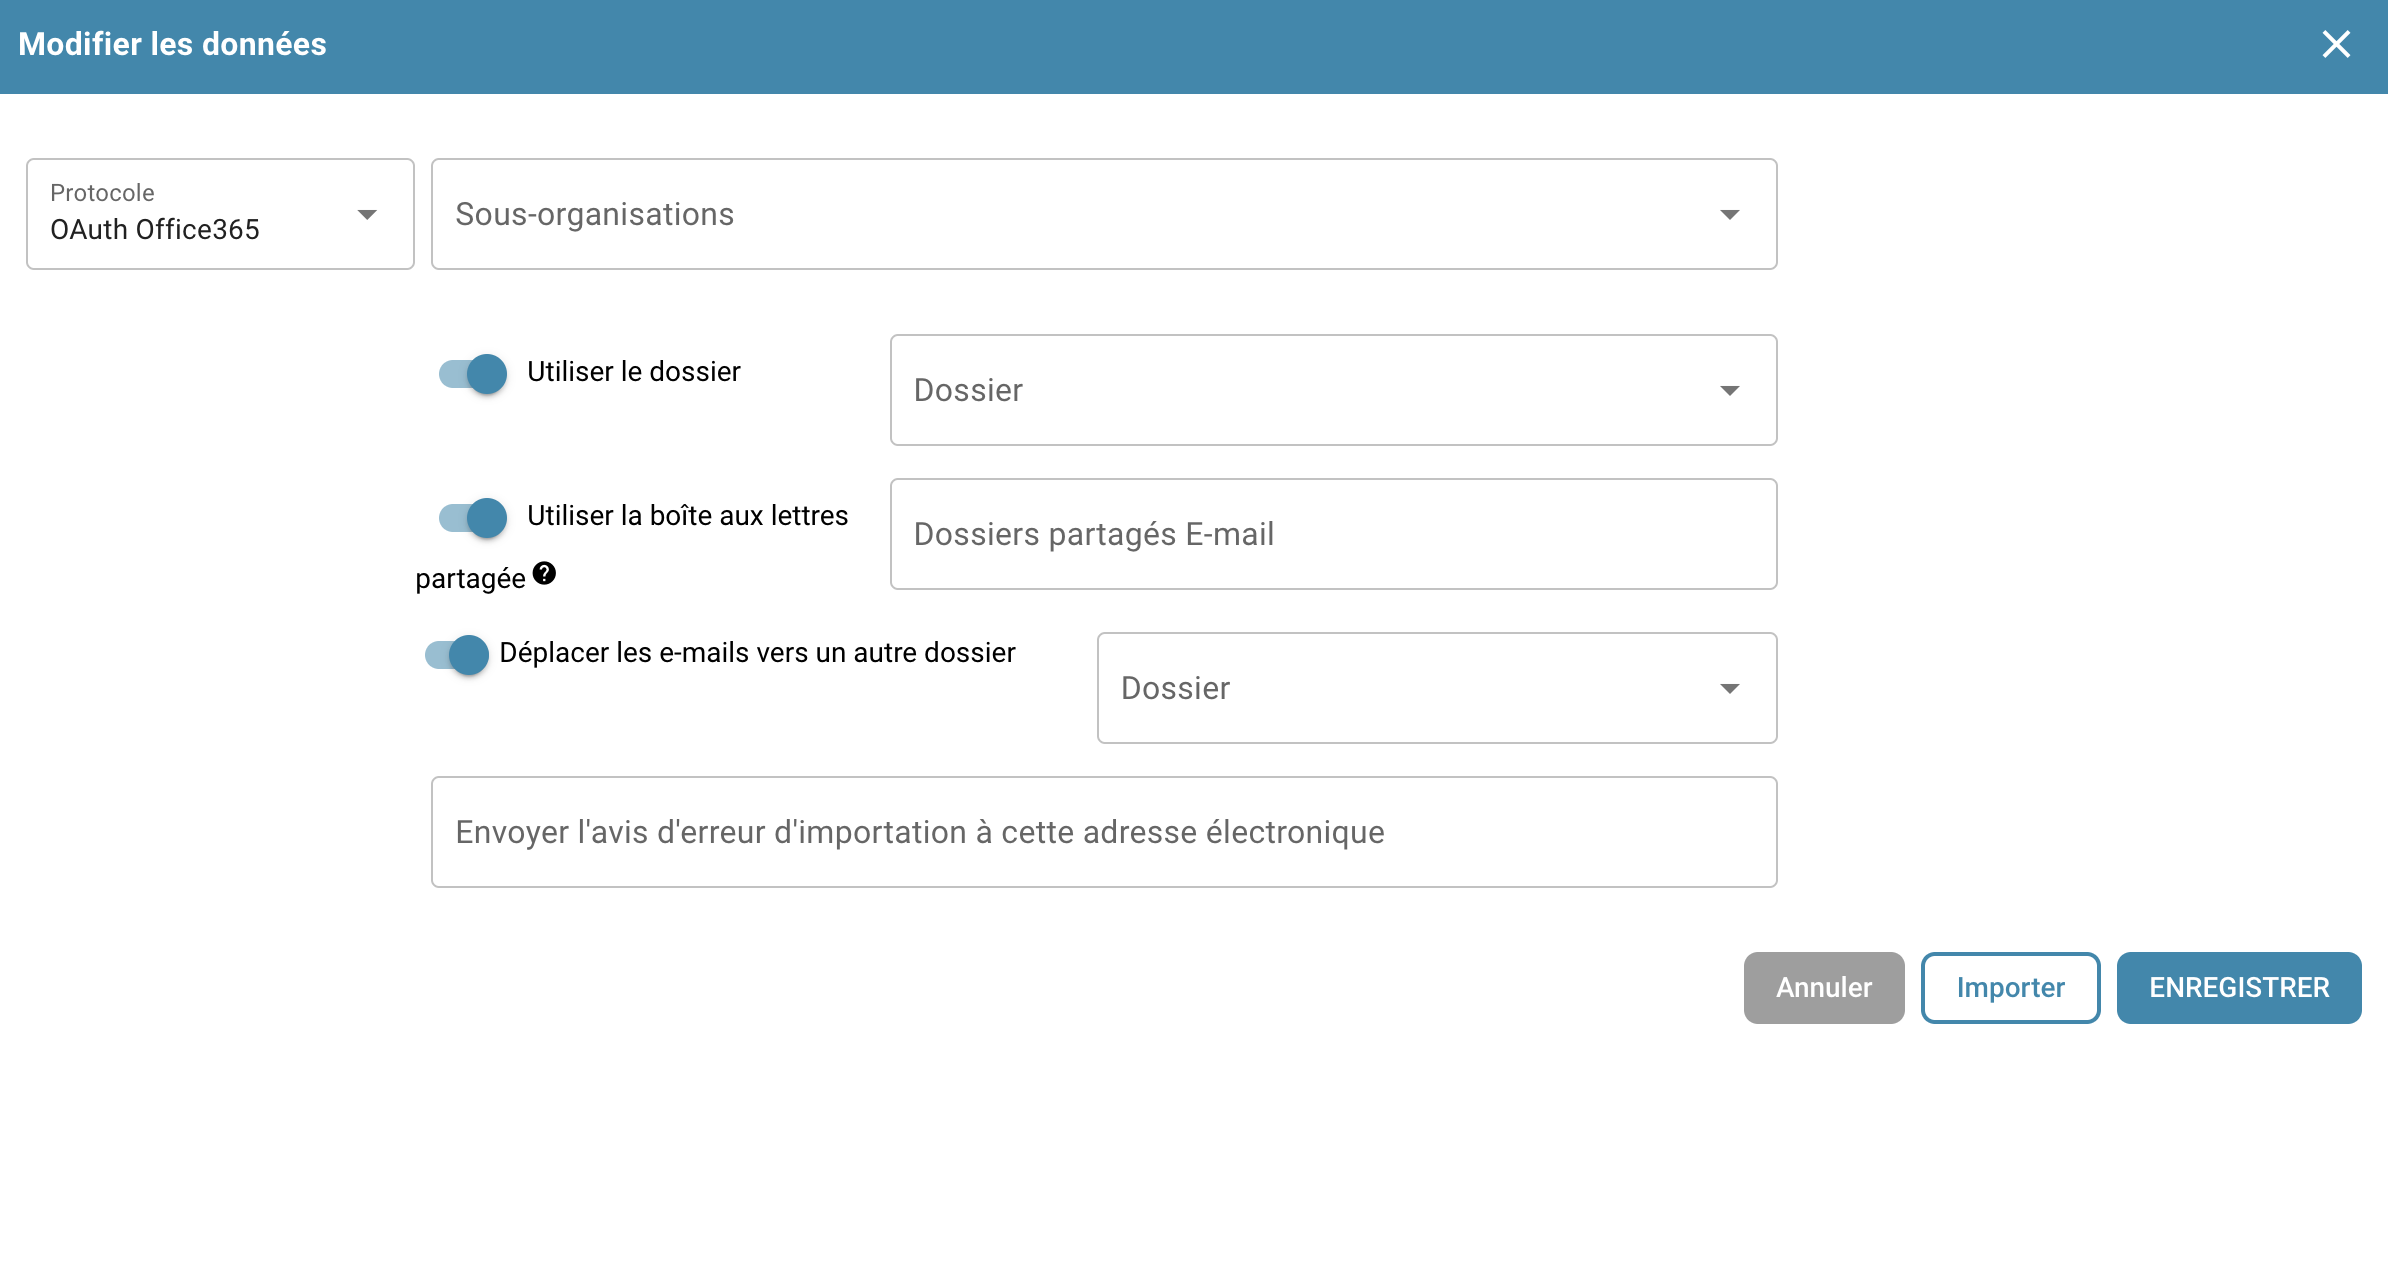 Modifier les données
Protocole
OAuth Office365
Sous-organisations
Utiliser le dossier
Dossier
Utiliser la boîte aux lettres
partagée ?
Dossiers partagés E-mail
Déplacer les e-mails vers un autre dossier
Dossier
Envoyer l'avis d'erreur d'importation à cette adresse électronique
Annuler
Importer
ENREGISTRER